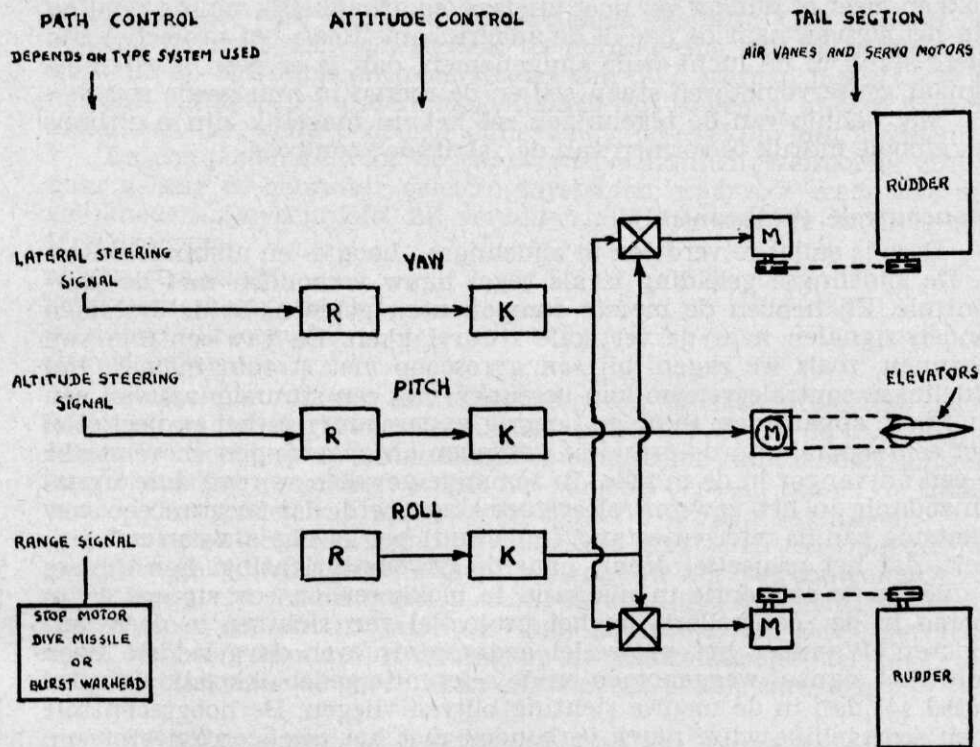 PATH CONTROL
DEPENDS ON TYPE SYSTEM USED
ATTITUDE CONTROL
TAIL SECTION
AIR VANES AND SERVO MOTORS
RUDDER
M
LATERAL STEERING
SIGNAL
YAW
R
K
ALTITUDE STEERING
SIGNAL
PITCH
R
K
M
ELEVATORS
ROLL
R
K
RANGE SIGNAL
STOP MOTOR
DIVE MISSILE
OR
BURST WARHEAD
M
RUDDER